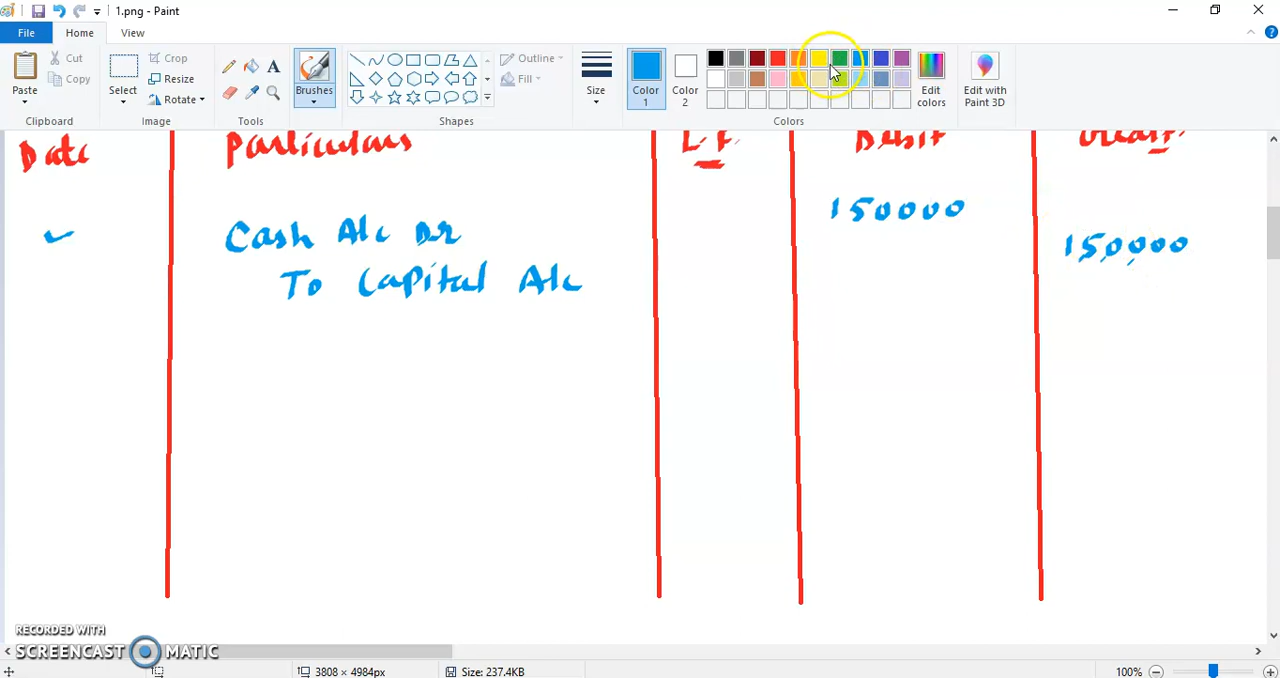 1.png - Paint
File Home View
Paste Cut Copy Select Crop Resize Rotate Brushes Outline Fill Size Color 1 Color 2 Edit colors Edit with Paint 3D
Clipboard Image Tools Shapes Colors
Date Particulars L.F. Debit Credit
Cash A/c Dr 150000
To Capital A/c 150,000
RECORDED WITH
SCREENCAST MATIC
3808 × 4984px Size: 237.4KB 100%